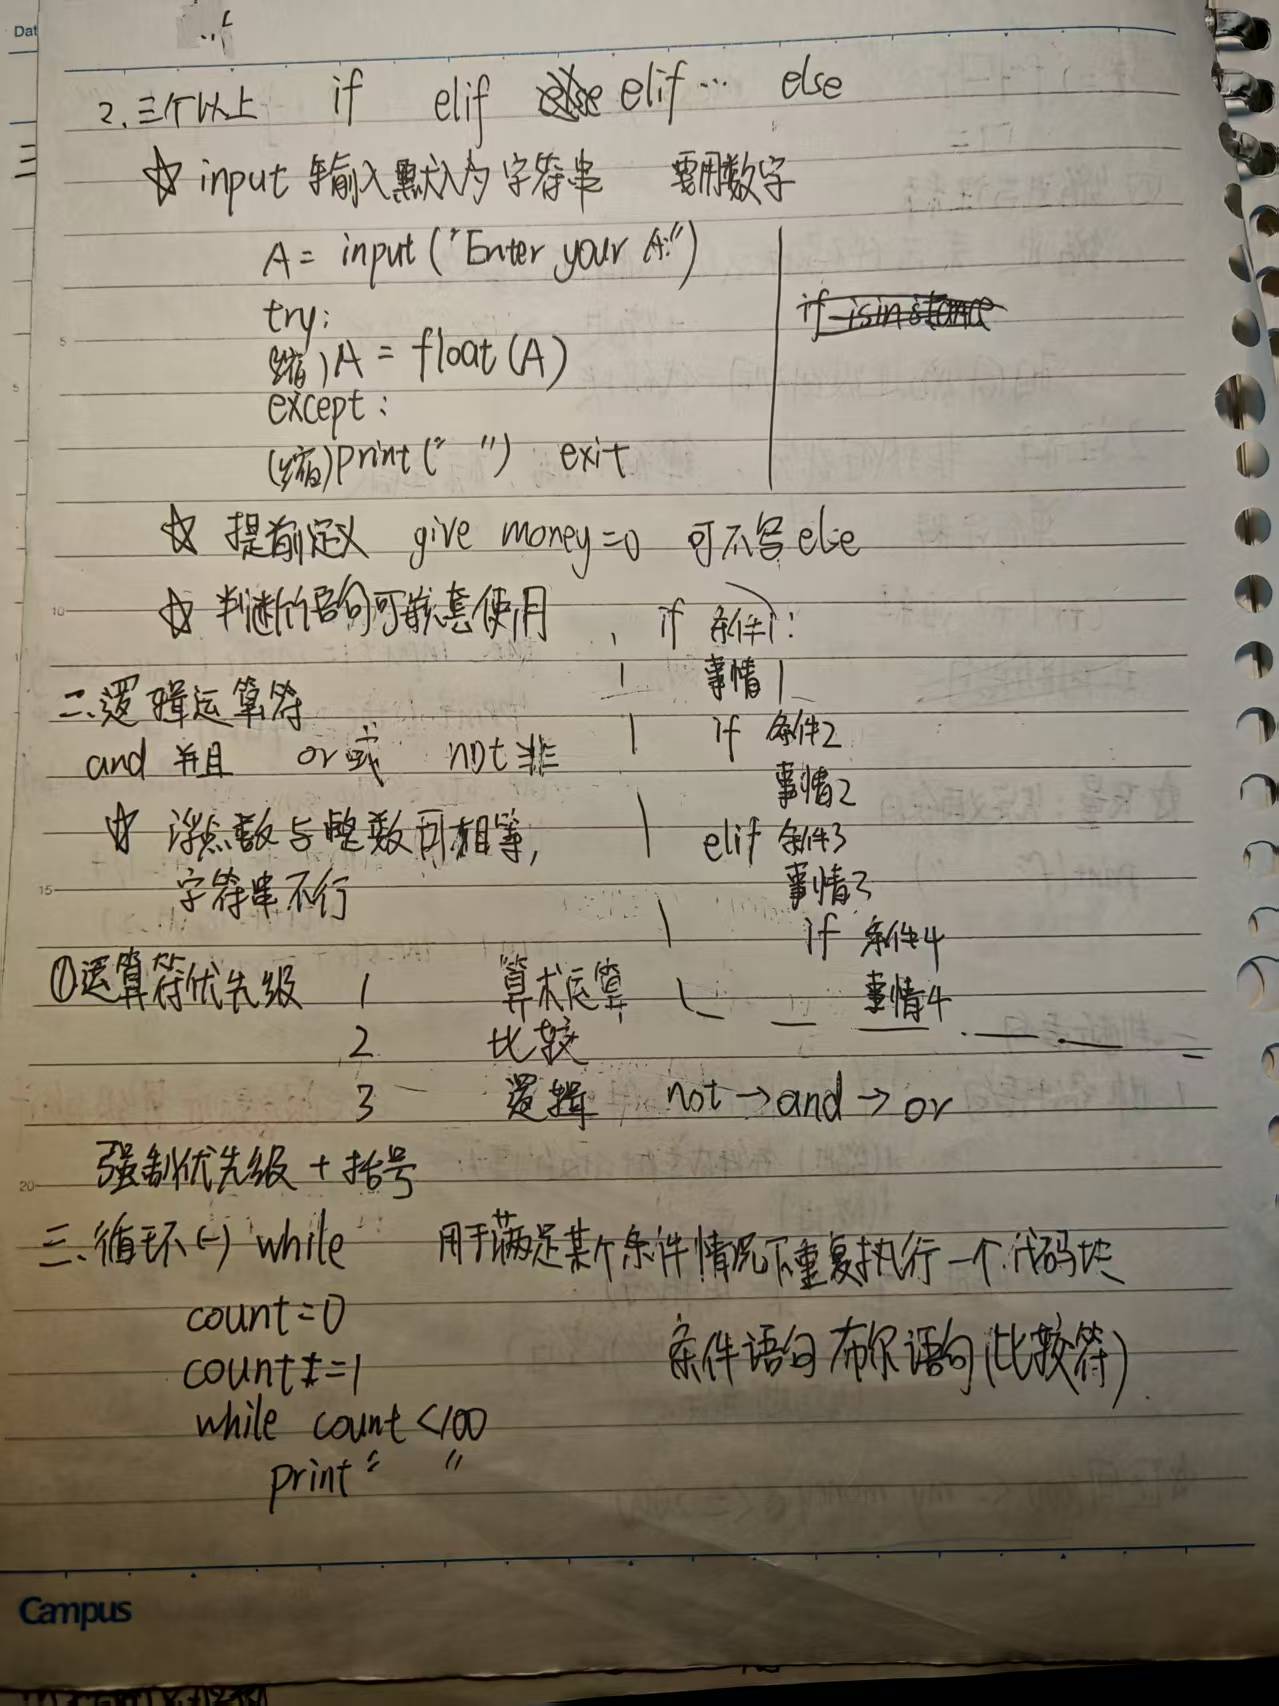 Dat
2. 三个以上 if elif elif … else
☆ input 输入默认为字符串 要用数字
A = input ("Enter your A:")
try:
缩) A = float (A)
except :
(缩) print (" ") exit
if isinstance
☆ 提前定义 give money = 0 可不写 else
☆ 判断的语句可嵌套使用
if 条件1:
事情1
if 条件2
事情2
elif 条件3
事情3
if 条件4
事情4
二、逻辑运算符
and 并且 or 或 not 非
☆ 浮点数与整数可相等,
字符串不行
①运算符优先级 1 算术运算
2 比较
3 逻辑 not → and → or
强制优先级 + 括号
三、循环 (一) while 用于满足某个条件情况下重复执行一个代码块
count = 0
count += 1
条件语句 布尔语句 (比较符)
while count < 100
print " "
5
10
15
20
Campus